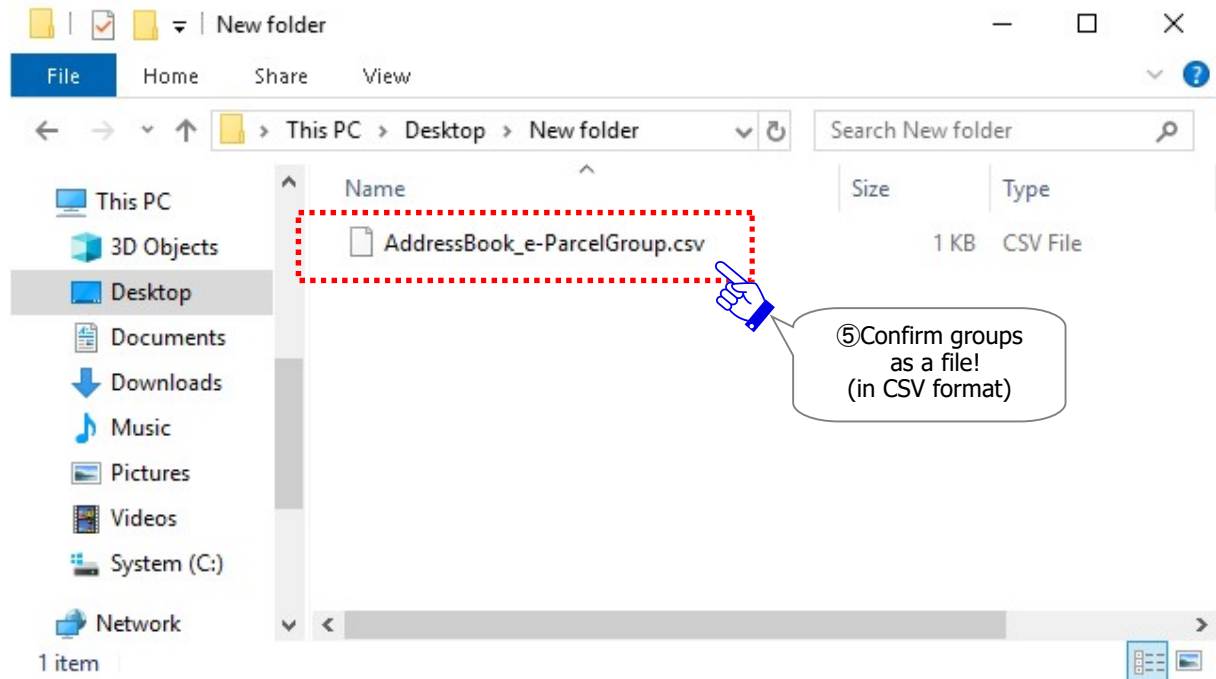 New folder
File Home Share View
This PC > Desktop > New folder
Search New folder
Name Size Type
This PC
3D Objects
Desktop
Documents
Downloads
Music
Pictures
Videos
System (C:)
Network
AddressBook_e-ParcelGroup.csv 1 KB CSV File
⑤Confirm groups
as a file!
(in CSV format)
1 item